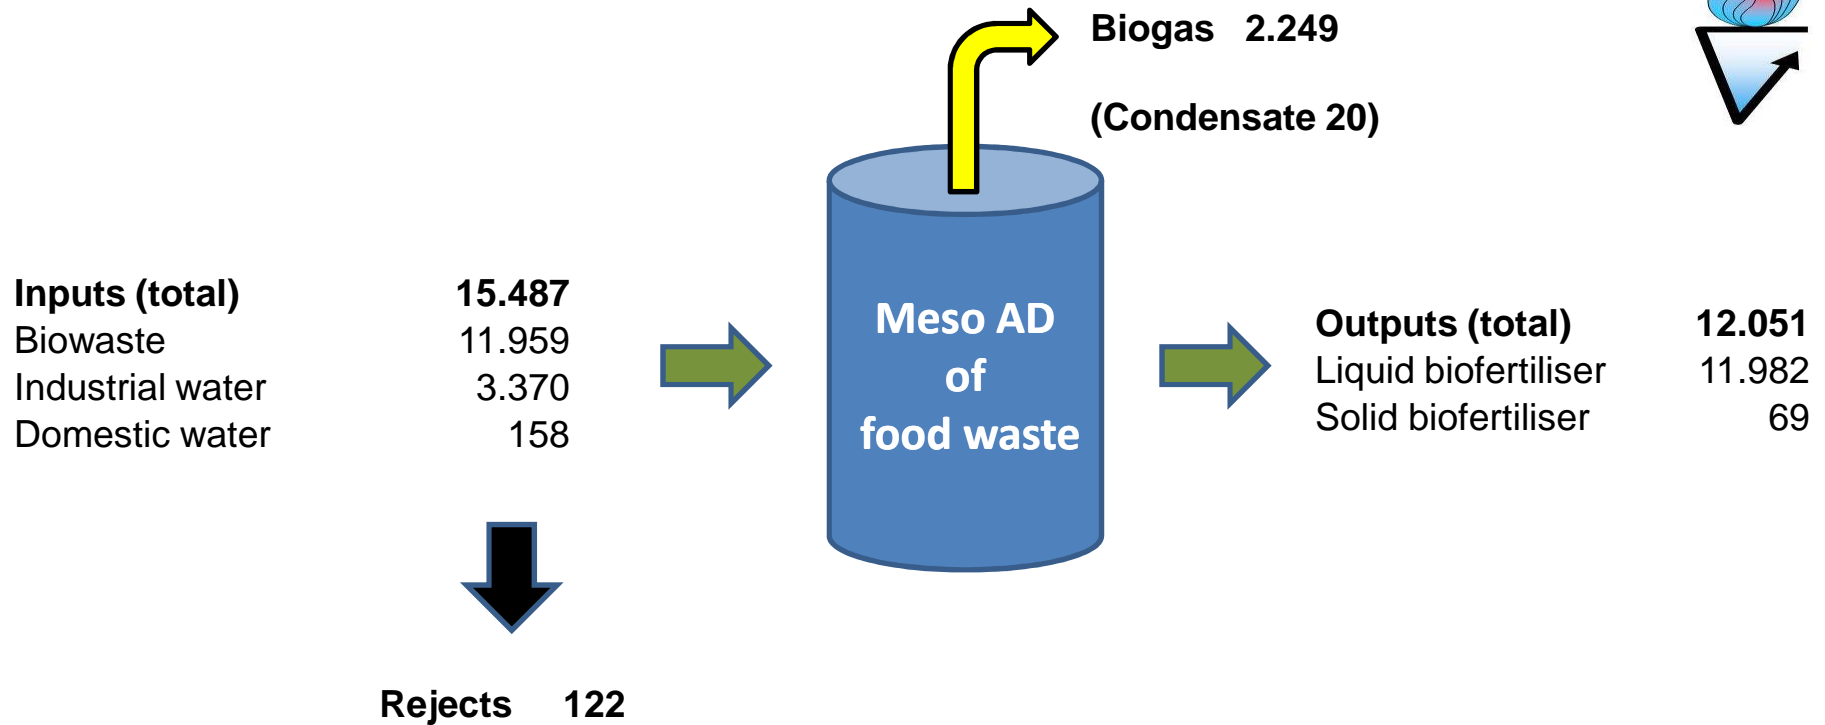 Biogas 2.249
(Condensate 20)
Inputs (total) 15.487
Biowaste 11.959
Industrial water 3.370
Domestic water 158
Meso AD
of
food waste
Outputs (total) 12.051
Liquid biofertiliser 11.982
Solid biofertiliser 69
Rejects 122